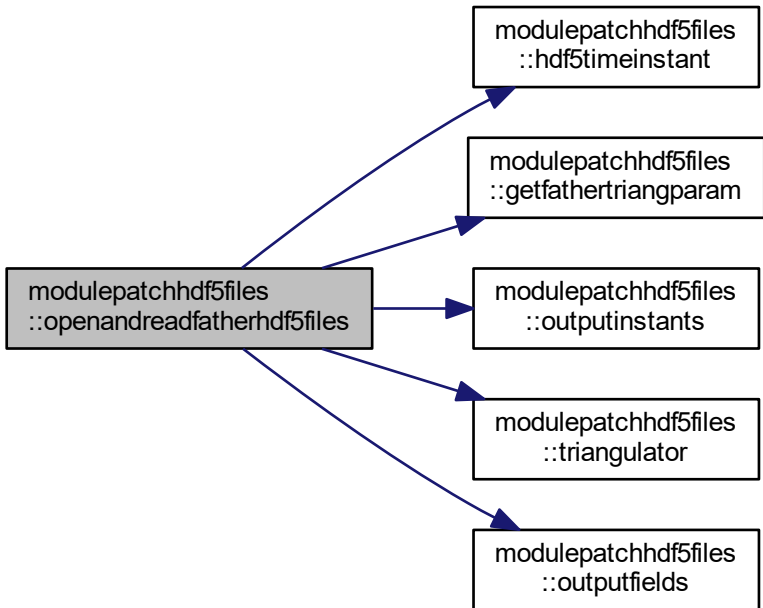 modulepatchhdf5files
::hdf5timeinstant
modulepatchhdf5files
::getfathertriangparam
modulepatchhdf5files
::openandreadfatherhdf5files
modulepatchhdf5files
::outputinstants
modulepatchhdf5files
::triangulator
modulepatchhdf5files
::outputfields